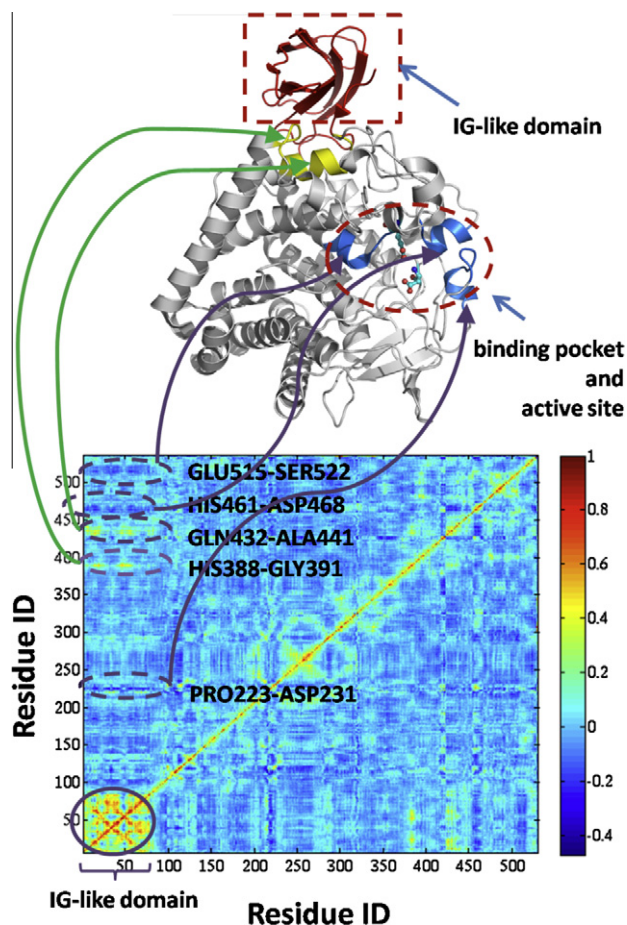 IG-like domain
binding pocket
and
active site
GLU515-SER522
HIS461-ASP468
GLN432-ALA441
HIS388-GLY391
PRO223-ASP231
500
450
400
350
300
250
200
150
100
50
Residue ID
50 100 150 200 250 300 350 400 450 500
1
0.8
0.6
0.4
0.2
0
-0.2
-0.4
IG-like domain
Residue ID